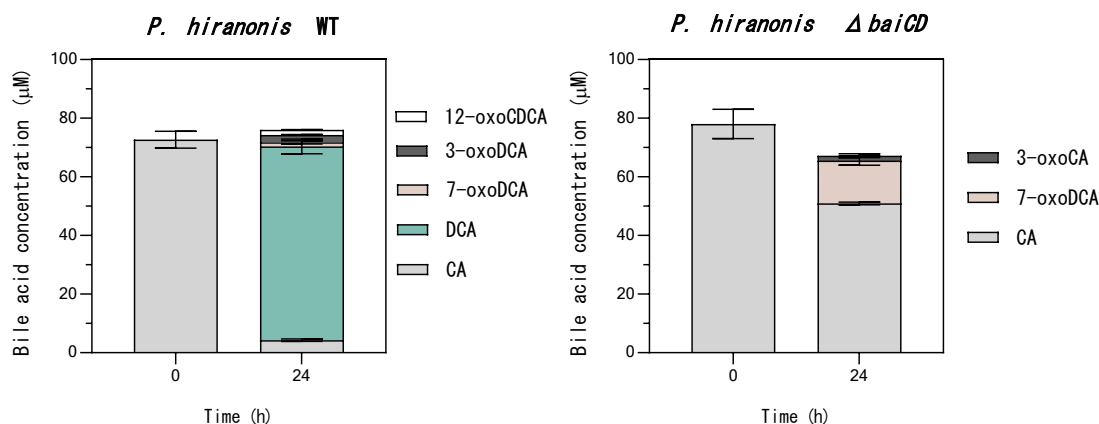 P. hiranonis WT
Bile acid concentration (μM)
100
80
60
40
20
0
0
24
Time (h)
12-oxoCDCA
3-oxoDCA
7-oxoDCA
DCA
CA
P. hiranonis ΔbaiCD
Bile acid concentration (μM)
100
80
60
40
20
0
0
24
Time (h)
3-oxoCA
7-oxoDCA
CA